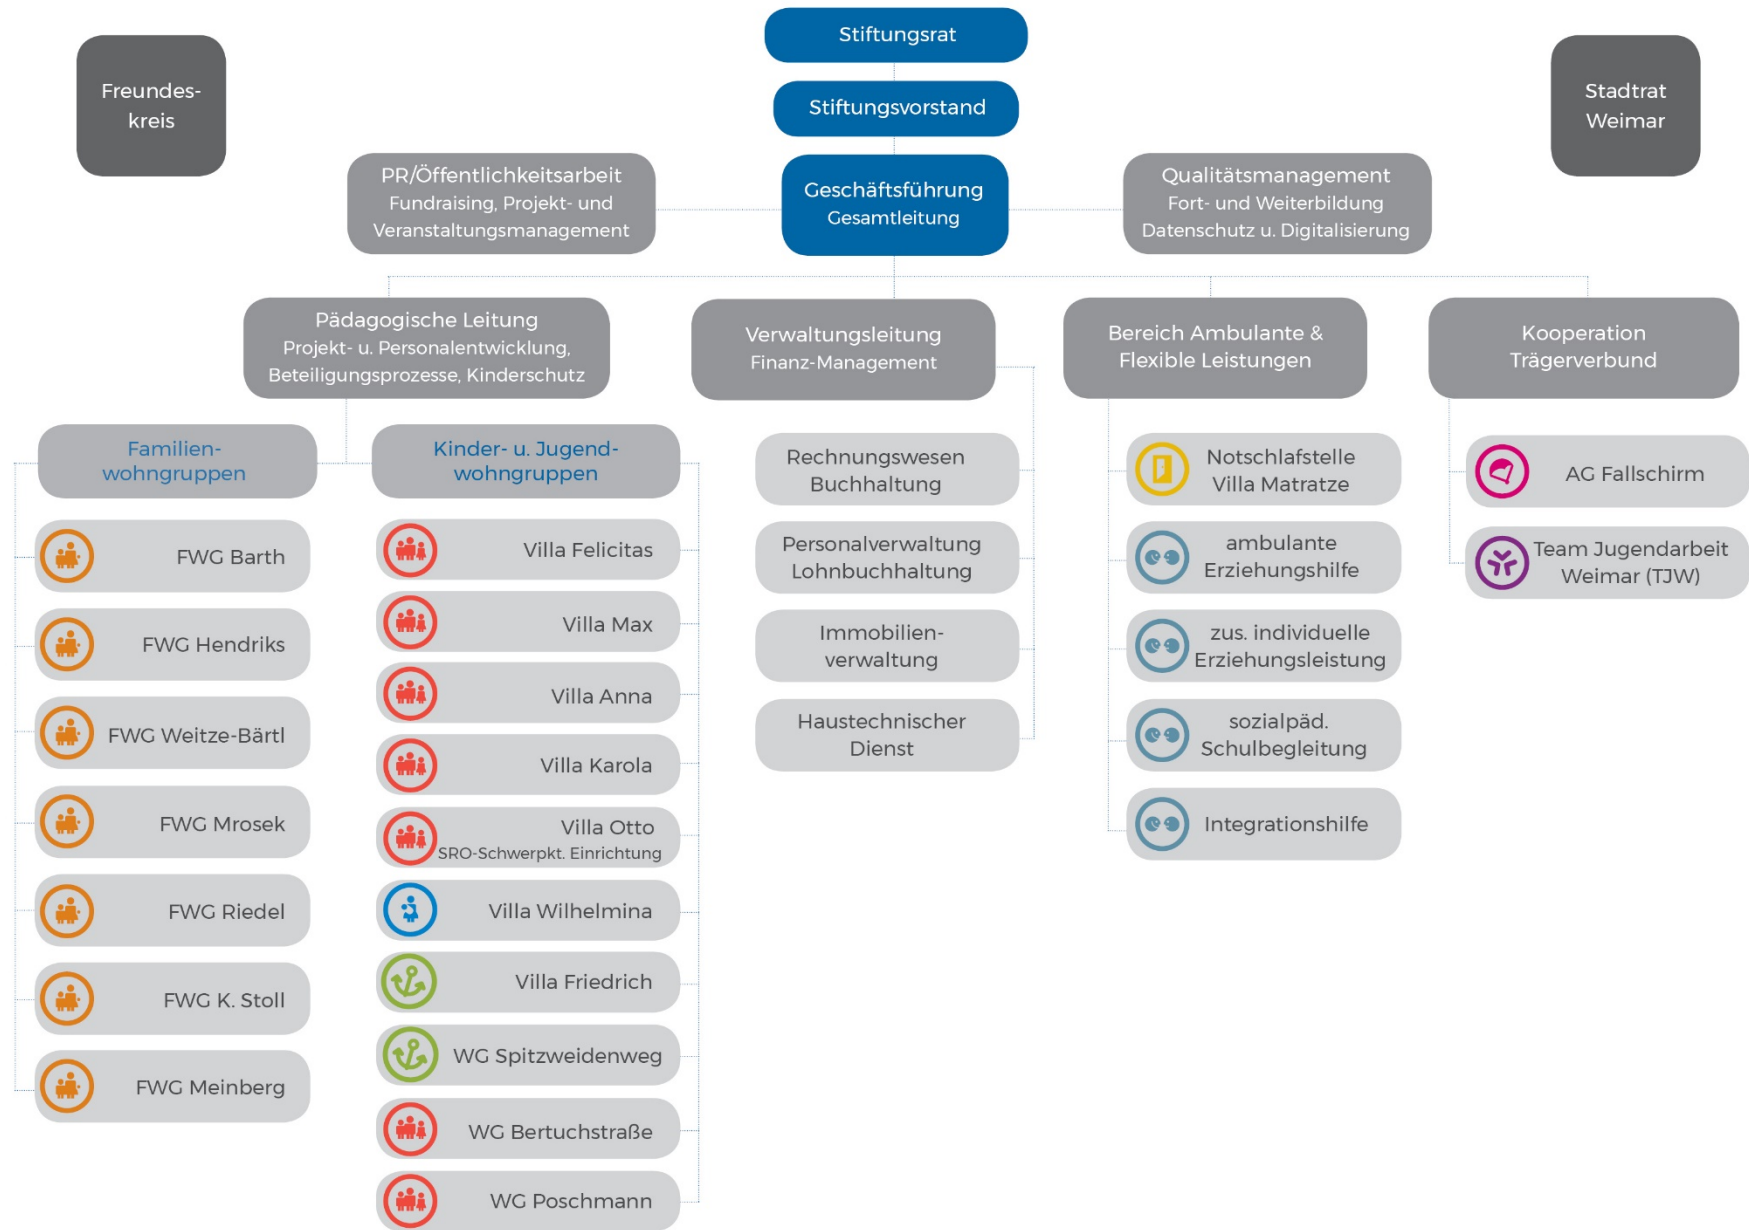 Stiftungsrat
Freundes-
kreis
Stadtrat
Weimar
Stiftungsvorstand
PR/Öffentlichkeitsarbeit
Fundraising, Projekt- und
Veranstaltungsmanagement
Geschäftsführung
Gesamtleitung
Qualitätsmanagement
Fort- und Weiterbildung
Datenschutz u. Digitalisierung
Pädagogische Leitung
Projekt- u. Personalentwicklung,
Beteiligungsprozesse, Kinderschutz
Verwaltungsleitung
Finanz-Management
Bereich Ambulante &
Flexible Leistungen
Kooperation
Trägerverbund
Familien-
wohngruppen
FWG Barth
FWG Hendriks
FWG Weitze-Bärtl
FWG Mrosek
FWG Riedel
FWG K. Stoll
FWG Meinberg
Kinder- u. Jugend-
wohngruppen
Villa Felicitas
Villa Max
Villa Anna
Villa Karola
Villa Otto
SRO-Schwerpkt. Einrichtung
Villa Wilhelmina
Villa Friedrich
WG Spitzweidenweg
WG Bertuchstraße
WG Poschmann
Rechnungswesen
Buchhaltung
Personalverwaltung
Lohnbuchhaltung
Immobilien-
verwaltung
Haustechnischer
Dienst
Notschlafstelle
Villa Matratze
ambulante
Erziehungshilfe
zus. individuelle
Erziehungsleistung
sozialpäd.
Schulbegleitung
Integrationshilfe
AG Fallschirm
Team Jugendarbeit
Weimar (TJW)